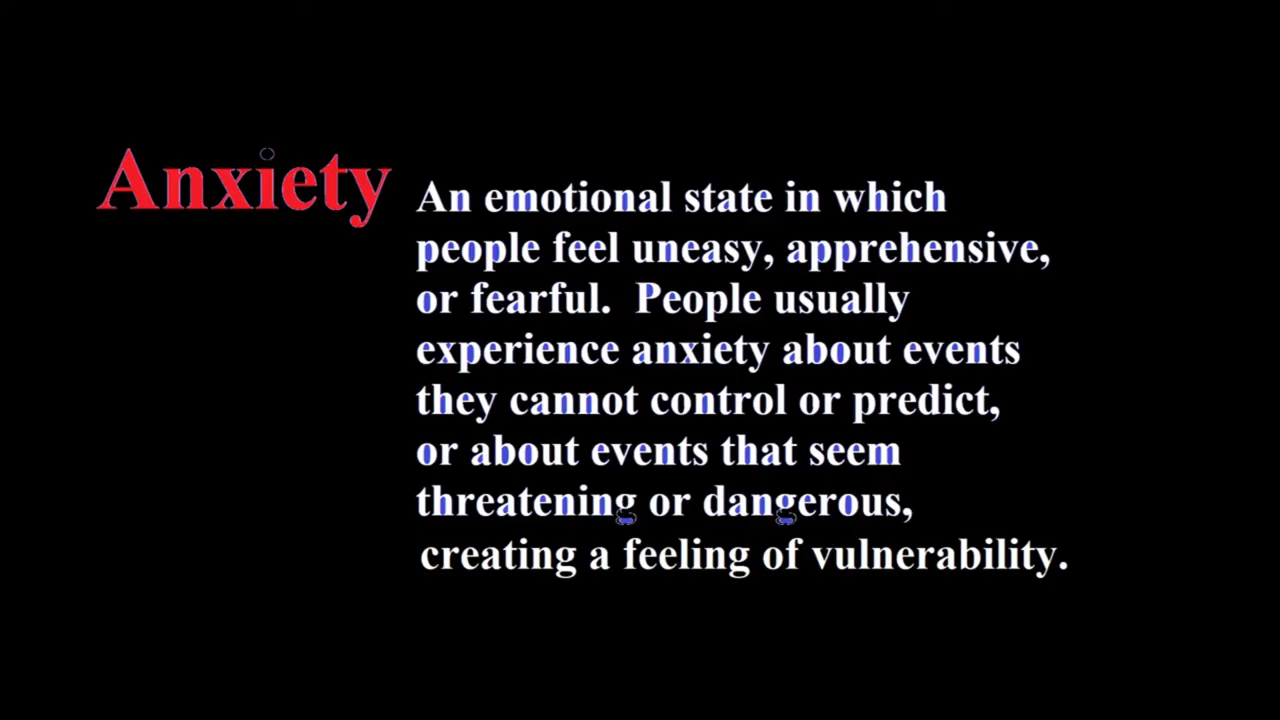 Anxiety
An emotional state in which
people feel uneasy, apprehensive,
or fearful.  People usually
experience anxiety about events
they cannot control or predict,
or about events that seem
threatening or dangerous,
creating a feeling of vulnerability.